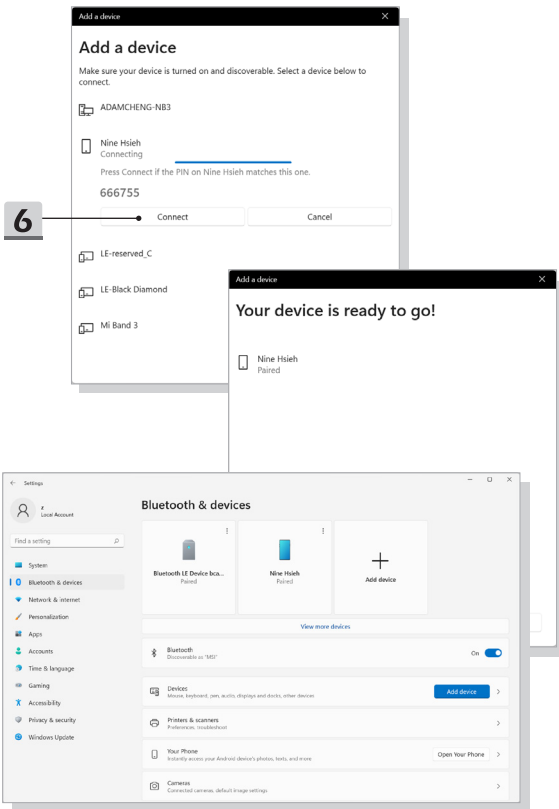 Add a device
Add a device
Make sure your device is turned on and discoverable. Select a device below to
connect.
ADAMCHENG-NB3
Nine Hsieh
Connecting
Press Connect if the PIN on Nine Hsieh matches this one.
666755
6
Connect
Cancel
LE-reserved_C
LE-Black Diamond
Mi Band 3
Add a device
Your device is ready to go!
Nine Hsieh
Paired
Settings
z
Local Account
Find a setting
System
Bluetooth & devices
Network & internet
Personalization
Apps
Accounts
Time & language
Gaming
Accessibility
Privacy & security
Windows Update
Bluetooth & devices
Bluetooth LE Device bca...
Paired
Nine Hsieh
Paired
Add device
View more devices
Bluetooth
Discoverable as "MSI"
On
Devices
Mouse, keyboard, pen, audio, displays and docks, other devices
Add device
Printers & scanners
Preferences, troubleshoot
Your Phone
Instantly access your Android device's photos, texts, and more
Open Your Phone
Cameras
Connected cameras, default image settings